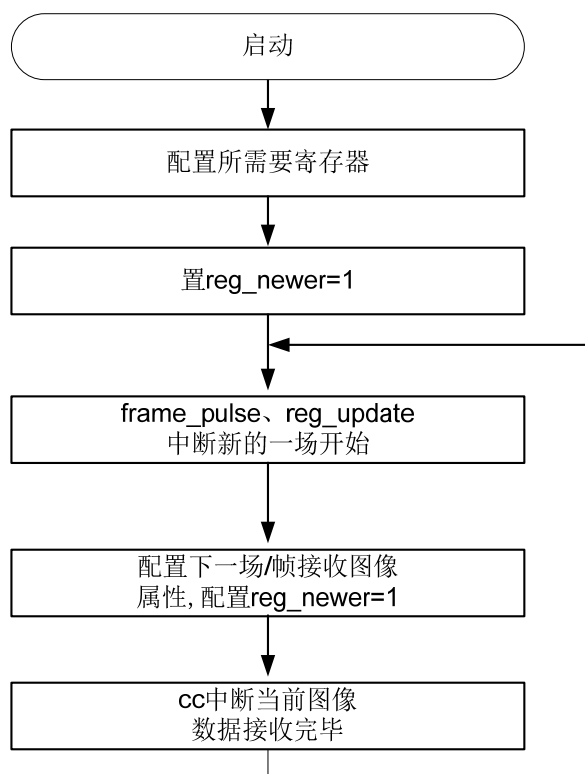 启动
配置所需要寄存器
置reg_newer=1
frame_pulse、reg_update
中断新的一场开始
配置下一场/帧接收图像
属性,配置reg_newer=1
cc中断当前图像
数据接收完毕